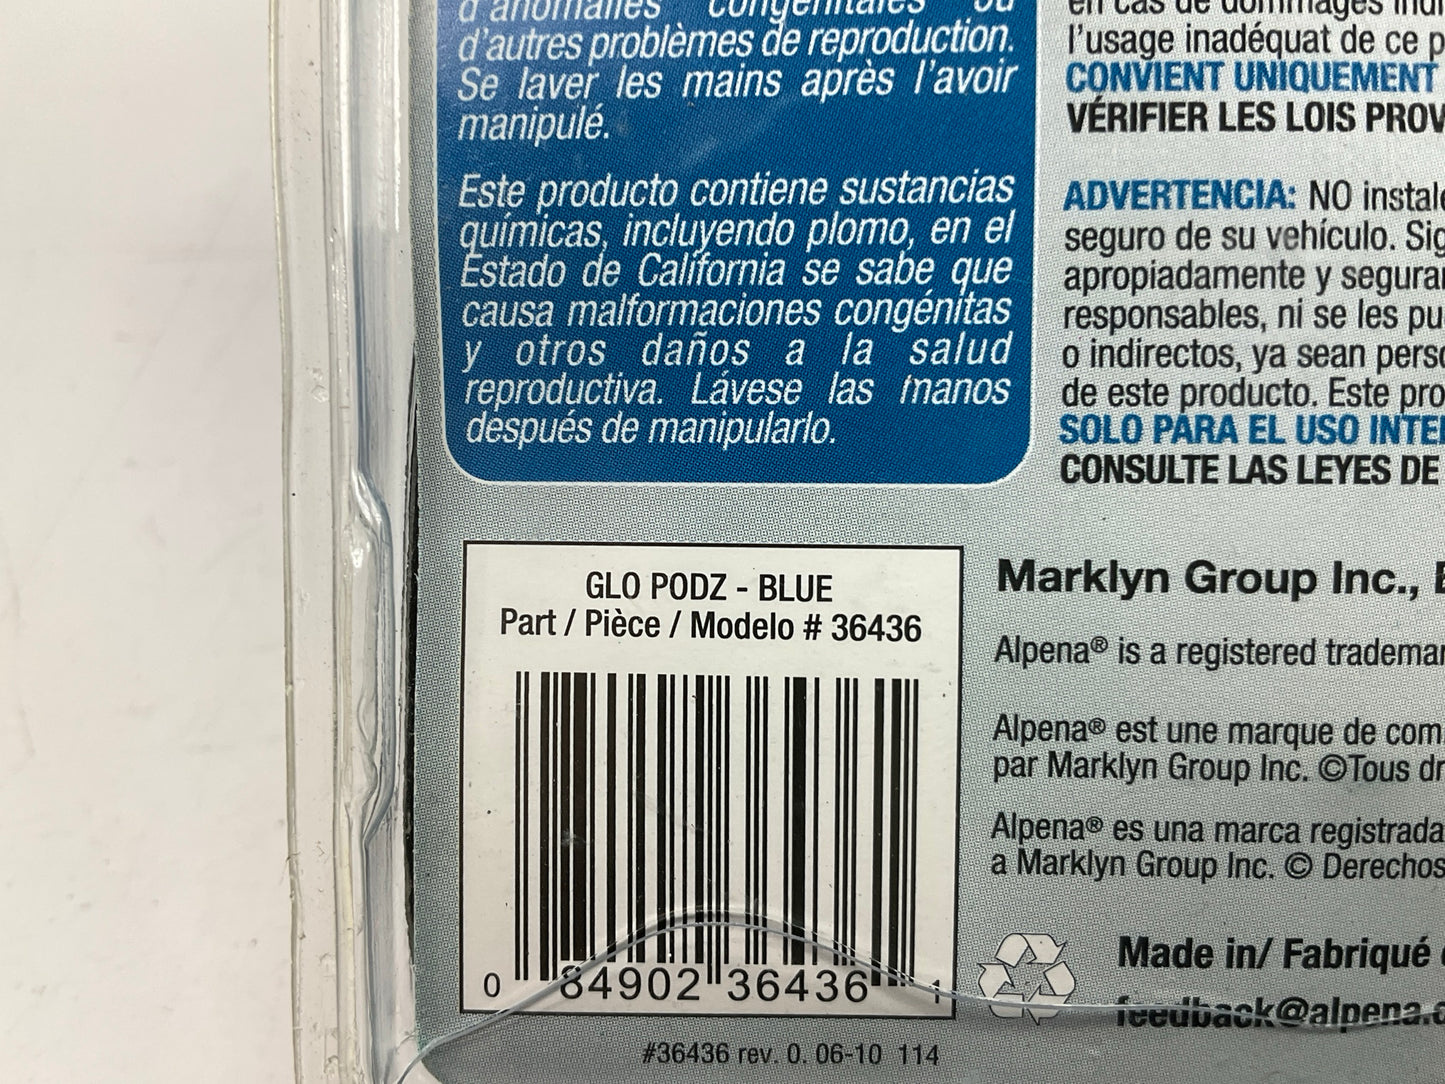 d'anomalies congénitales ou
d'autres problèmes de reproduction.
Se laver les mains après l'avoir
manipulé.
Este producto contiene sustancias
químicas, incluyendo plomo, en el
Estado de California se sabe que
causa malformaciones congénitas
y otros daños a la salud
reproductiva. Lávese las manos
después de manipularlo.
en cas de dommages
l'usage inadéquat de ce
CONVIENT UNIQUEMENT
VÉRIFIER LES LOIS PROV
ADVERTENCIA: NO instale
seguro de su vehículo. Sig
apropiadamente y segura
responsables, ni se les pu
o indirectos, ya sean perso
de este producto. Este pro
SOLO PARA EL USO INTE
CONSULTE LAS LEYES DE
GLO PODZ - BLUE
Part / Pièce / Modelo # 36436
0 84902 36436 1
Marklyn Group Inc.,
Alpena® is a registered tradema
Alpena® est une marque de com
par Marklyn Group Inc. ©Tous dr
Alpena® es una marca registrada
a Marklyn Group Inc. © Derechos
Made in/ Fabriqué
feedback@alpena.c
#36436 rev. 0. 06-10 114